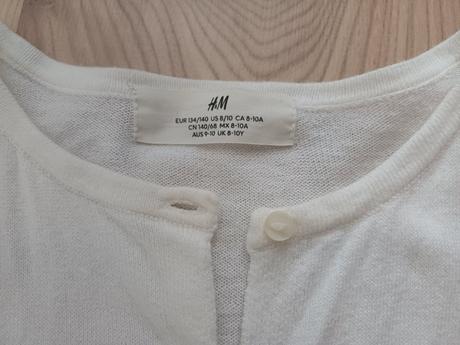 H&M
EUR 134/140 US 8/10 CA 8-10A
CN 140/68 MX 8-10A
AUS 9-10 UK 8-10Y